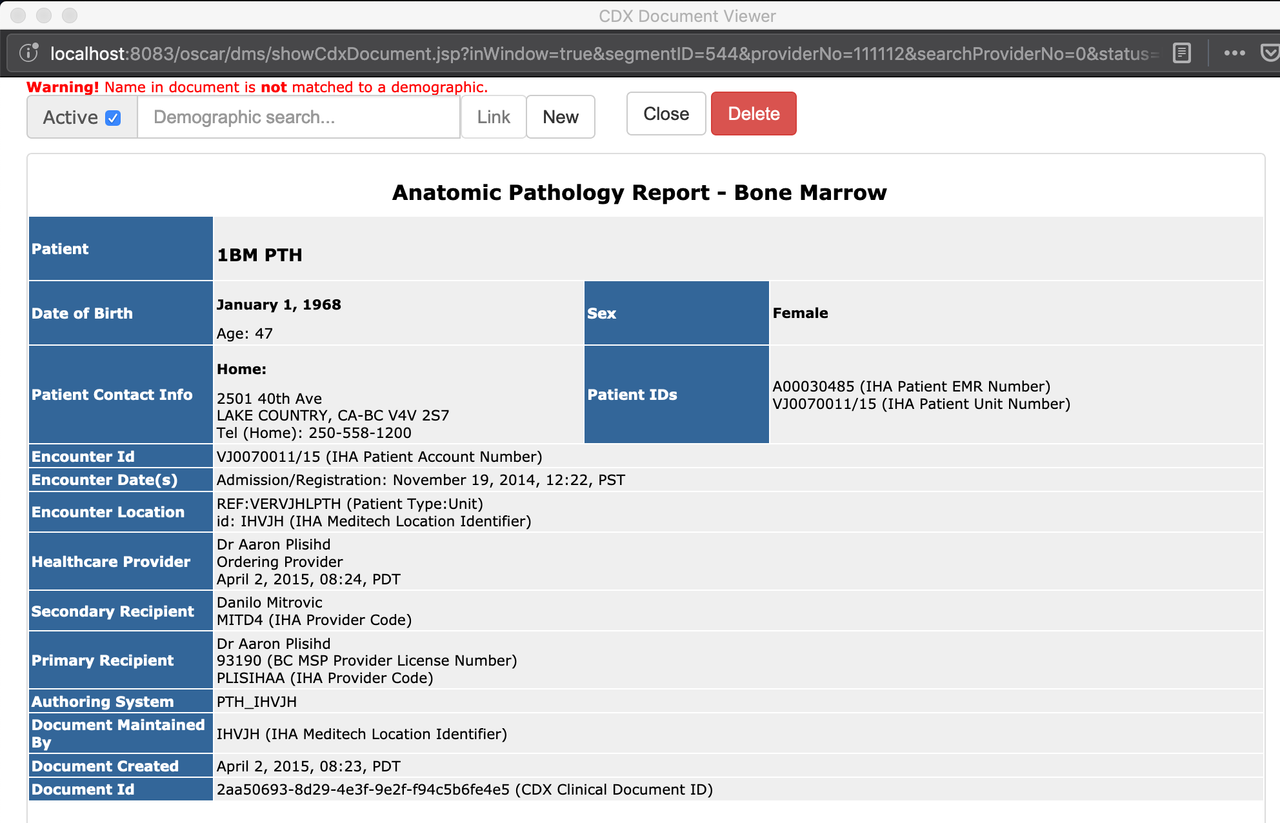 CDX Document Viewer
localhost:8083/oscar/dms/showCdxDocument.jsp?inWindow=true&segmentID=544&providerNo=111112&searchProviderNo=0&status=
Warning! Name in document is not matched to a demographic.
Active Demographic search... Link New Close Delete
Anatomic Pathology Report - Bone Marrow
Patient 1BM PTH
Date of Birth January 1, 1968
Age: 47
Sex Female
Patient Contact Info Home:
2501 40th Ave
LAKE COUNTRY, CA-BC V4V 2S7
Tel (Home): 250-558-1200
Patient IDs A00030485 (IHA Patient EMR Number)
VJ0070011/15 (IHA Patient Unit Number)
Encounter Id VJ0070011/15 (IHA Patient Account Number)
Encounter Date(s) Admission/Registration: November 19, 2014, 12:22, PST
Encounter Location REF:VERVJHLPTH (Patient Type:Unit)
id: IHVJH (IHA Meditech Location Identifier)
Healthcare Provider Dr Aaron Plisihd
Ordering Provider
April 2, 2015, 08:24, PDT
Secondary Recipient Danilo Mitrovic
MITD4 (IHA Provider Code)
Primary Recipient Dr Aaron Plisihd
93190 (BC MSP Provider License Number)
PLISIHAA (IHA Provider Code)
Authoring System PTH_IHVJH
Document Maintained
By IHVJH (IHA Meditech Location Identifier)
Document Created April 2, 2015, 08:23, PDT
Document Id 2aa50693-8d29-4e3f-9e2f-f94c5b6fe4e5 (CDX Clinical Document ID)